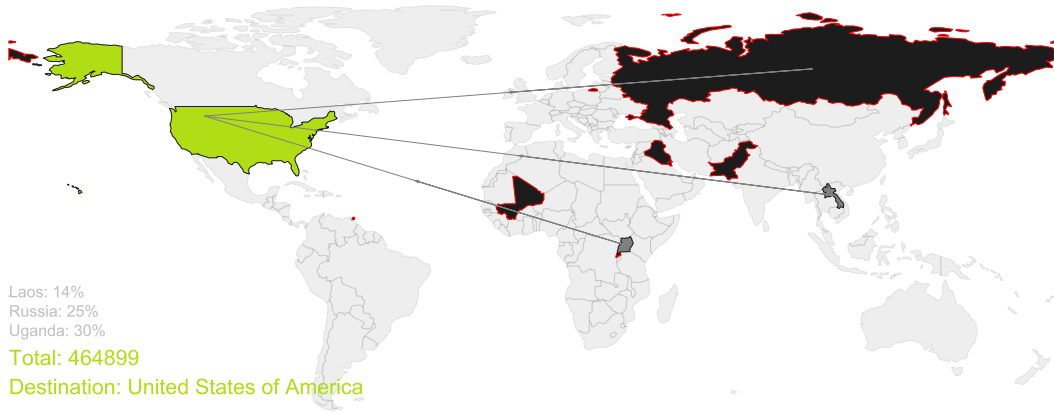 Laos: 14%
Russia: 25%
Uganda: 30%
Total: 464899
Destination: United States of America